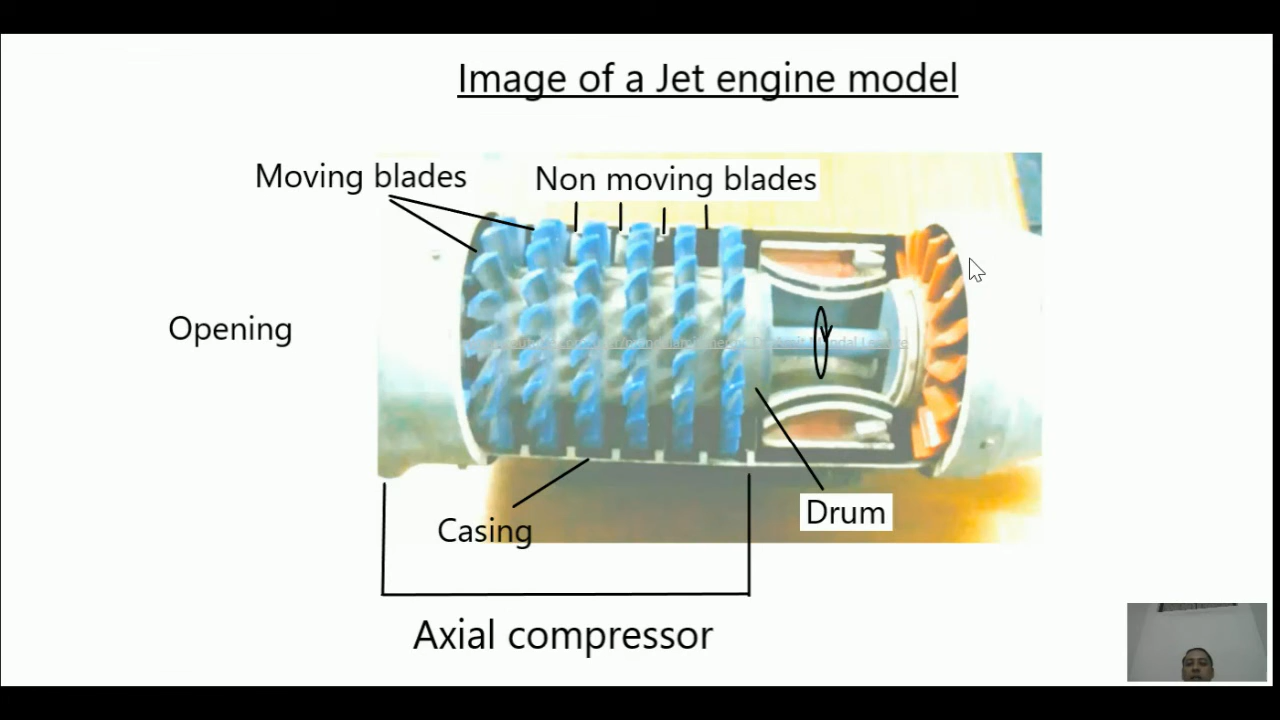 Image of a Jet engine model
Moving blades
Non moving blades
Opening
Drum
Casing
Axial compressor